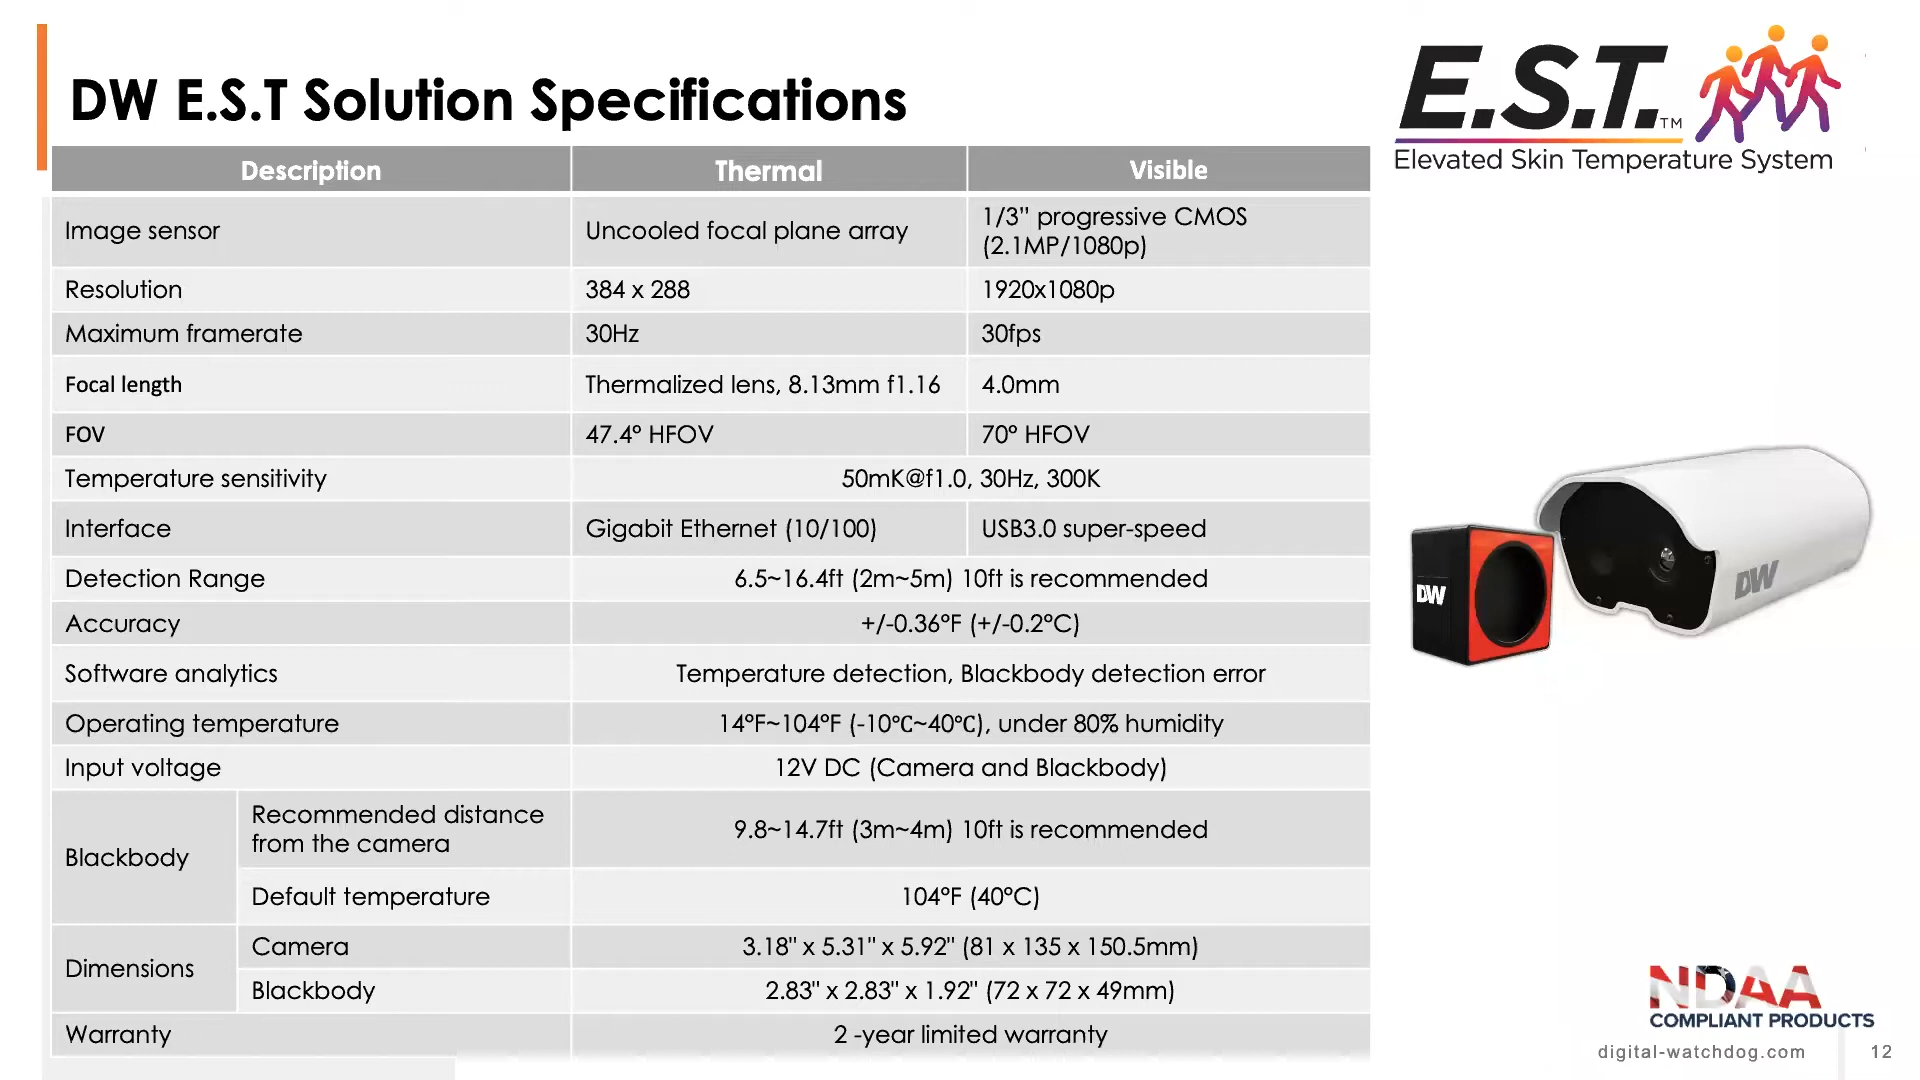 DW E.S.T Solution Specifications
E.S.T.™
Elevated Skin Temperature System
Description Thermal Visible
Image sensor Uncooled focal plane array 1/3" progressive CMOS
(2.1MP/1080p)
Resolution 384 x 288 1920x1080p
Maximum framerate 30Hz 30fps
Focal length Thermalized lens, 8.13mm f1.16 4.0mm
FOV 47.4º HFOV 70º HFOV
Temperature sensitivity 50mK@f1.0, 30Hz, 300K
Interface Gigabit Ethernet (10/100) USB3.0 super-speed
Detection Range 6.5~16.4ft (2m~5m) 10ft is recommended
Accuracy +/-0.36°F (+/-0.2°C)
Software analytics Temperature detection, Blackbody detection error
Operating temperature 14ºF~104ºF (-10℃~40℃), under 80% humidity
Input voltage 12V DC (Camera and Blackbody)
Blackbody
Recommended distance
from the camera
9.8~14.7ft (3m~4m) 10ft is recommended
Default temperature 104°F (40°C)
Dimensions
Camera 3.18" x 5.31" x 5.92" (81 x 135 x 150.5mm)
Blackbody 2.83" x 2.83" x 1.92" (72 x 72 x 49mm)
Warranty 2 -year limited warranty
DW
DW
NDAA
COMPLIANT PRODUCTS
digital-watchdog.com 12